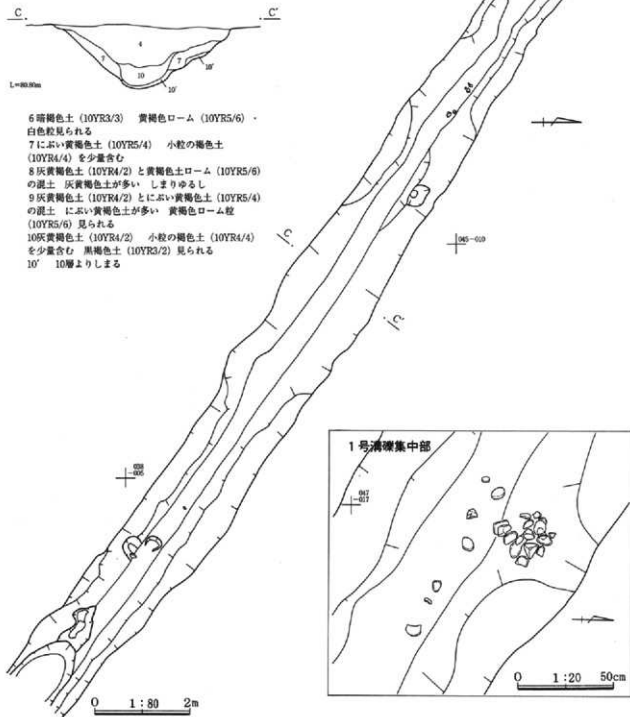 C
C'
4
7
7
10
10'
10'
L=80.80m
6暗褐色土（10YR3/3） 黄褐色ローム（10YR5/6）・
白色粒見られる
7にぶい黄褐色土（10YR5/4） 小粒の褐色土
（10YR4/4）を少量含む
8灰黄褐色土（10YR4/2）と黄褐色土ローム（10YR5/6）
の混土 灰黄褐色土が多い しまりゆるし
9灰黄褐色土（10YR4/2）とにぶい黄褐色土（10YR5/4）
の混土 にぶい黄褐色土が多い 黄褐色ローム粒
（10YR5/6）見られる
10灰黄褐色土（10YR4/2） 小粒の褐色土（10YR4/4）
を少量含む 黒褐色土（10YR3/2）見られる
10' 10層よりしまる
045-010
C
C'
-005
1号溝礫集中部
047
-017
0 1:80 2m
0 1:20 50cm